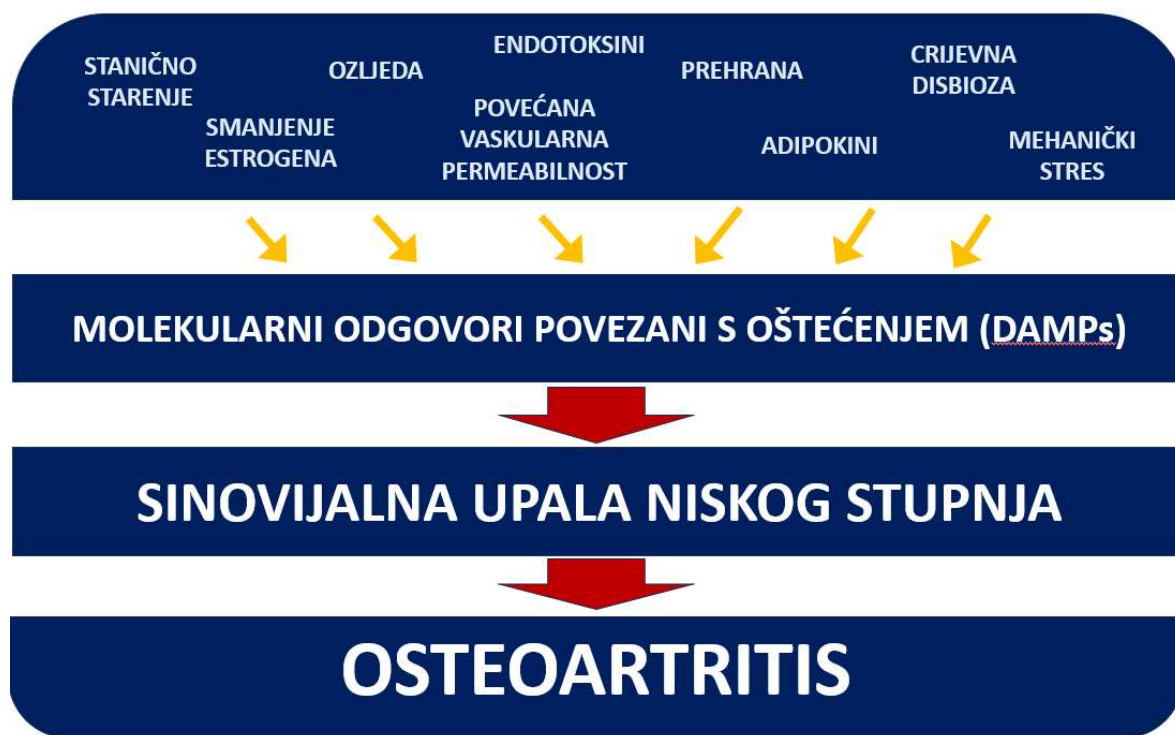 STANIČNO
STARENJE
OZLJEDA
ENDOTOKSINI
PREHRANA
CRIJEVNA
DISBIOZA
SMANJENJE
ESTROGENA
POVEĆANA
VASKULARNA
PERMEABILNOST
ADIPOKINI
MEHANIČKI
STRES
MOLEKULARNI ODGOVORI POVEZANI S OŠTEĆENJEM (DAMPs)
SINOVIJALNA UPALA NISKOG STUPNJA
OSTEOARTRITIS